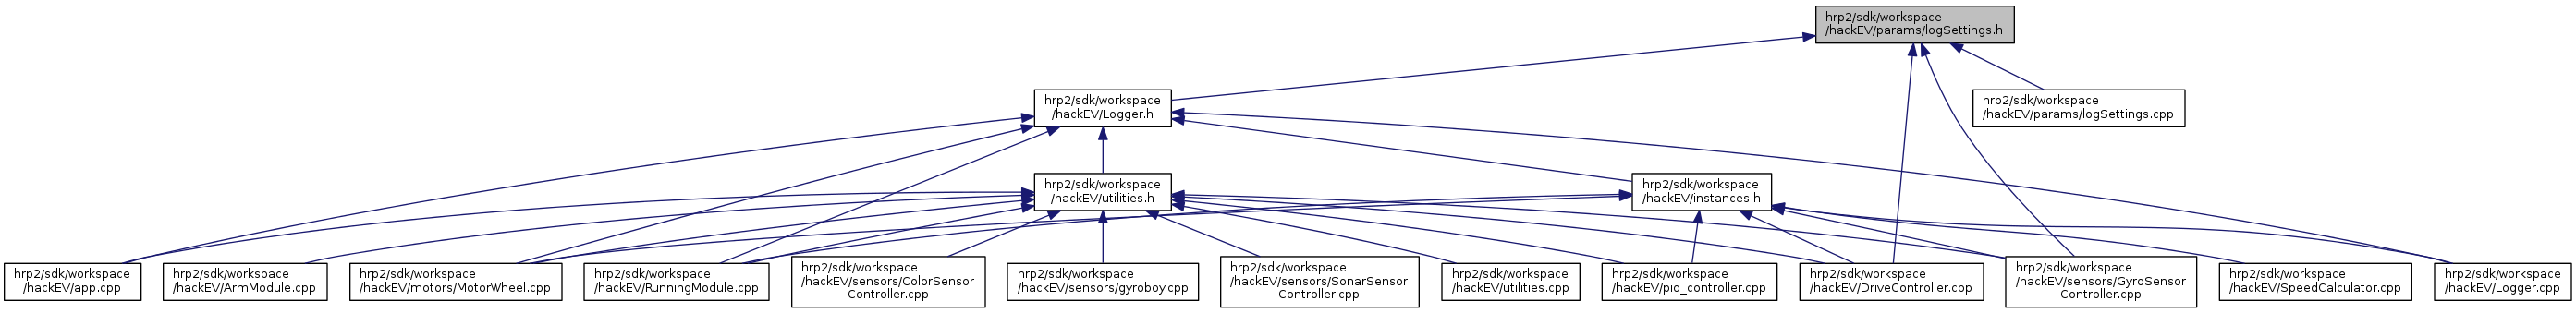 hrp2/sdk/workspace
/hackEV/params/logSettings.h
hrp2/sdk/workspace
/hackEV/Logger.h
hrp2/sdk/workspace
/hackEV/params/logSettings.cpp
hrp2/sdk/workspace
/hackEV/utilities.h
hrp2/sdk/workspace
/hackEV/instances.h
hrp2/sdk/workspace
/hackEV/app.cpp
hrp2/sdk/workspace
/hackEV/ArmModule.cpp
hrp2/sdk/workspace
/hackEV/motors/MotorWheel.cpp
hrp2/sdk/workspace
/hackEV/RunningModule.cpp
hrp2/sdk/workspace
/hackEV/sensors/ColorSensor
Controller.cpp
hrp2/sdk/workspace
/hackEV/sensors/gyroboy.cpp
hrp2/sdk/workspace
/hackEV/sensors/SonarSensor
Controller.cpp
hrp2/sdk/workspace
/hackEV/utilities.cpp
hrp2/sdk/workspace
/hackEV/pid_controller.cpp
hrp2/sdk/workspace
/hackEV/DriveController.cpp
hrp2/sdk/workspace
/hackEV/sensors/GyroSensor
Controller.cpp
hrp2/sdk/workspace
/hackEV/SpeedCalculator.cpp
hrp2/sdk/workspace
/hackEV/Logger.cpp